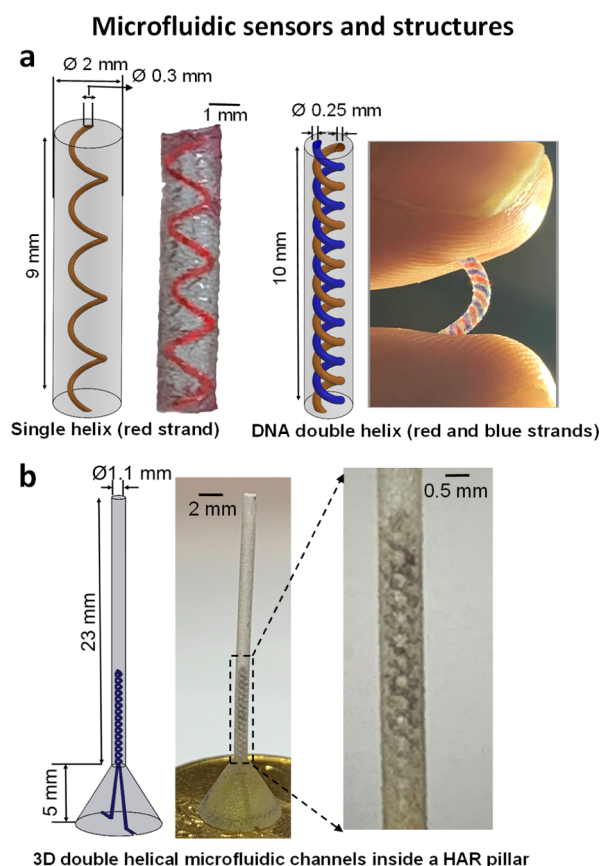 Microfluidic sensors and structures
a
Ø 2 mm
Ø 0.3 mm
1 mm
Ø 0.25 mm
9 mm
10 mm
Single helix (red strand)
DNA double helix (red and blue strands)
b
Ø1.1 mm
2 mm
0.5 mm
23 mm
5 mm
3D double helical microfluidic channels inside a HAR pillar